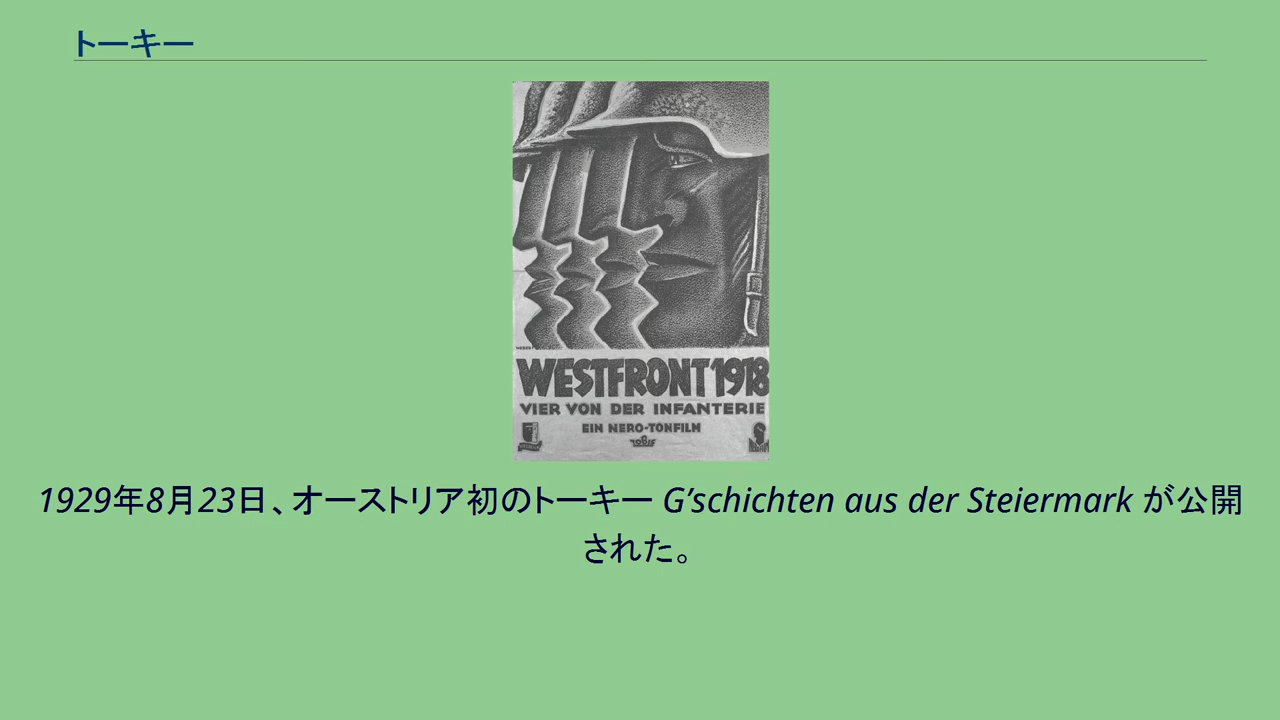 トーキー
WESTFRONT 1918
VIER VON DER INFANTERIE
EIN NERO-TONFILM
TOBIS
1929年8月23日、オーストリア初のトーキー G’schichten aus der Steiermark が公開
された。